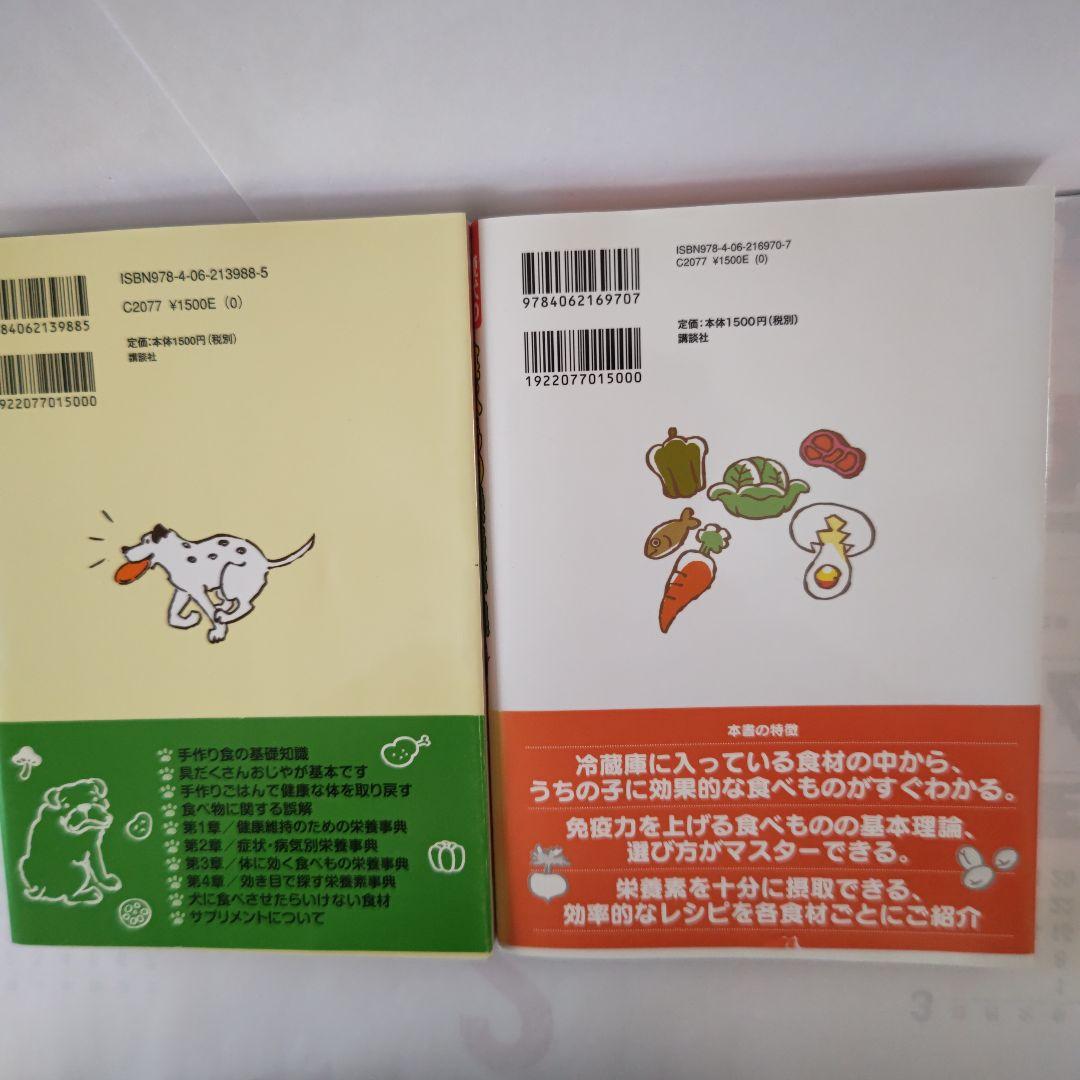 ISBN978-4-06-213988-5
C2077 ¥1500E (0)
84062139885
定価:本体1500円(税別)
講談社
922077015000
手作り食の基礎知識
具だくさんおじやが基本です
手作りごはんで健康な体を取り戻す
食べ物に関する誤解
第1章/健康維持のための栄養事典
第2章/症状・病気別栄養事典
第3章/体に効く食べもの栄養事典
第4章/効き目で探す栄養素事典
犬に食べさせたらいけない食材
サプリメントについて
ISBN978-4-06-216970-7
C2077 ¥1500E (0)
9784062169707
定価:本体1500円(税別)
講談社
1922077015000
本書の特徴
冷蔵庫に入っている食材の中から、
うちの子に効果的な食べものがすぐわかる。
免疫力を上げる食べものの基本理論、
選び方がマスターできる。
栄養素を十分に摂取できる、
効率的なレシピを各食材ごとにご紹介
3